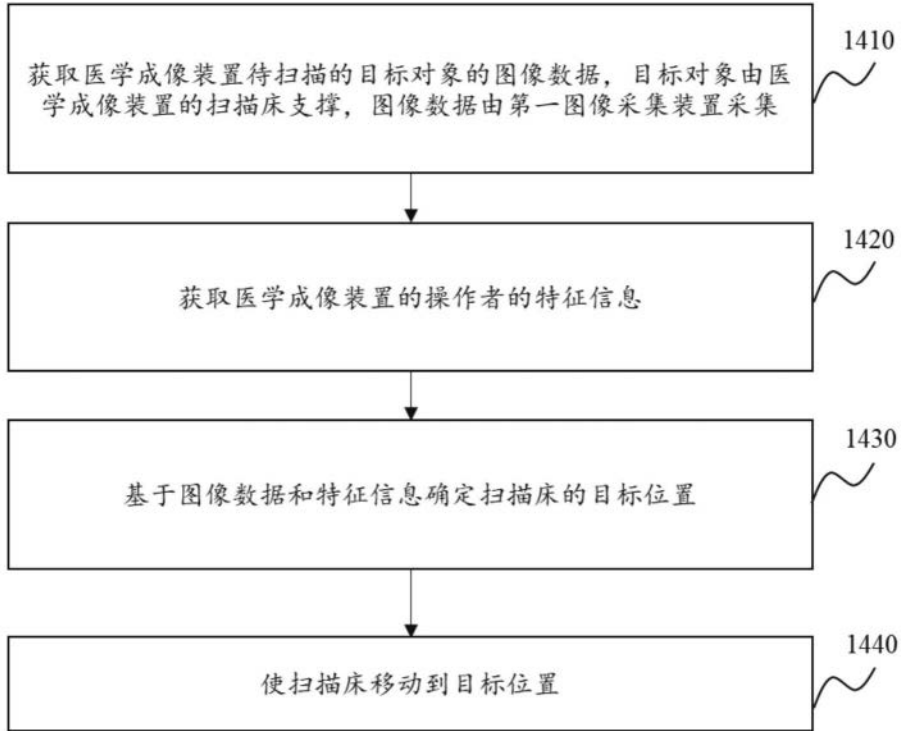 1410
获取医学成像装置待扫描的目标对象的图像数据，目标对象由医
学成像装置的扫描床支撑，图像数据由第一图像采集装置采集
1420
获取医学成像装置的操作者的特征信息
1430
基于图像数据和特征信息确定扫描床的目标位置
1440
使扫描床移动到目标位置